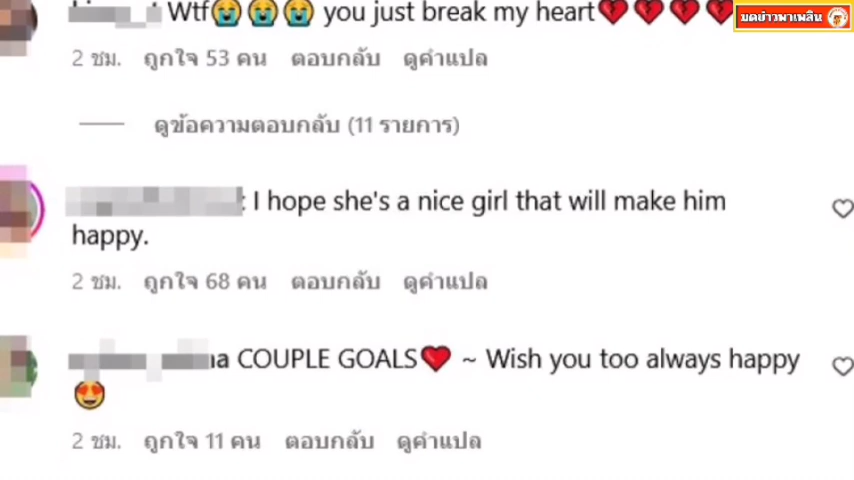 Wtf😭😭😭 you just break my heart💔💔💔💔
มดข่าวพาเพลิน
2 ชม. ถูกใจ 53 คน ตอบกลับ ดูคำแปล
ดูข้อความตอบกลับ (11 รายการ)
I hope she's a nice girl that will make him
happy.
2 ชม. ถูกใจ 68 คน ตอบกลับ ดูคำแปล
COUPLE GOALS❤️ ~ Wish you too always happy
😍
2 ชม. ถูกใจ 11 คน ตอบกลับ ดูคำแปล